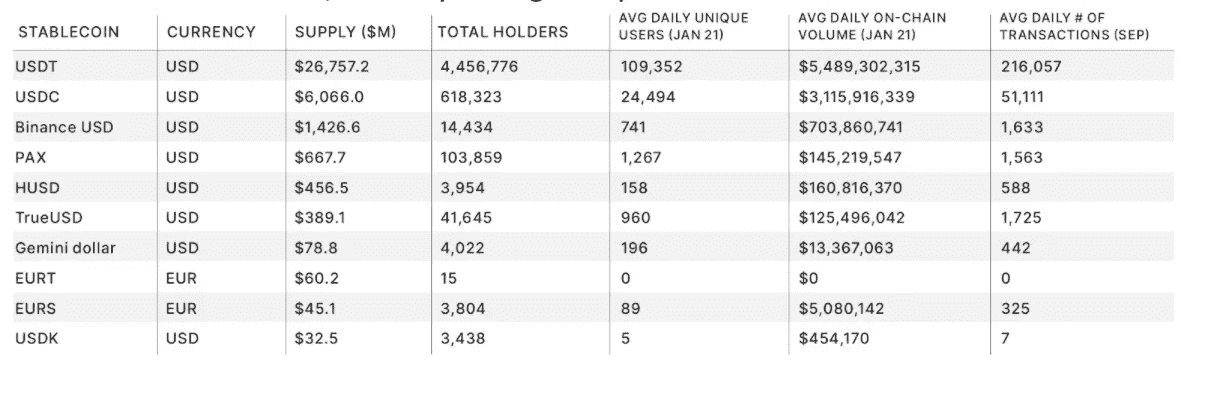 STABLECOIN CURRENCY SUPPLY ($M) TOTAL HOLDERS AVG DAILY UNIQUE USERS (JAN 21) AVG DAILY ON-CHAIN VOLUME (JAN 21) AVG DAILY # OF TRANSACTIONS (SEP)
USDT USD $26,757.2 4,456,776 109,352 $5,489,302,315 216,057
USDC USD $6,066.0 618,323 24,494 $3,115,916,339 51,111
Binance USD USD $1,426.6 14,434 741 $703,860,741 1,633
PAX USD $667.7 103,859 1,267 $145,219,547 1,563
HUSD USD $456.5 3,954 158 $160,816,370 588
TrueUSD USD $389.1 41,645 960 $125,496,042 1,725
Gemini dollar USD $78.8 4,022 196 $13,367,063 442
EURT EUR $60.2 15 0 $0 0
EURS EUR $45.1 3,804 89 $5,080,142 325
USDK USD $32.5 3,438 5 $454,170 7